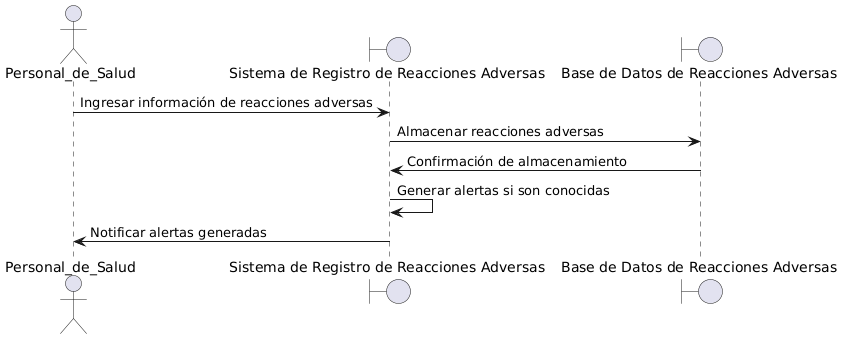 Personal_de_Salud
Sistema de Registro de Reacciones Adversas
Base de Datos de Reacciones Adversas
Ingresar información de reacciones adversas
Almacenar reacciones adversas
Confirmación de almacenamiento
Generar alertas si son conocidas
Notificar alertas generadas
Personal_de_Salud
Sistema de Registro de Reacciones Adversas
Base de Datos de Reacciones Adversas